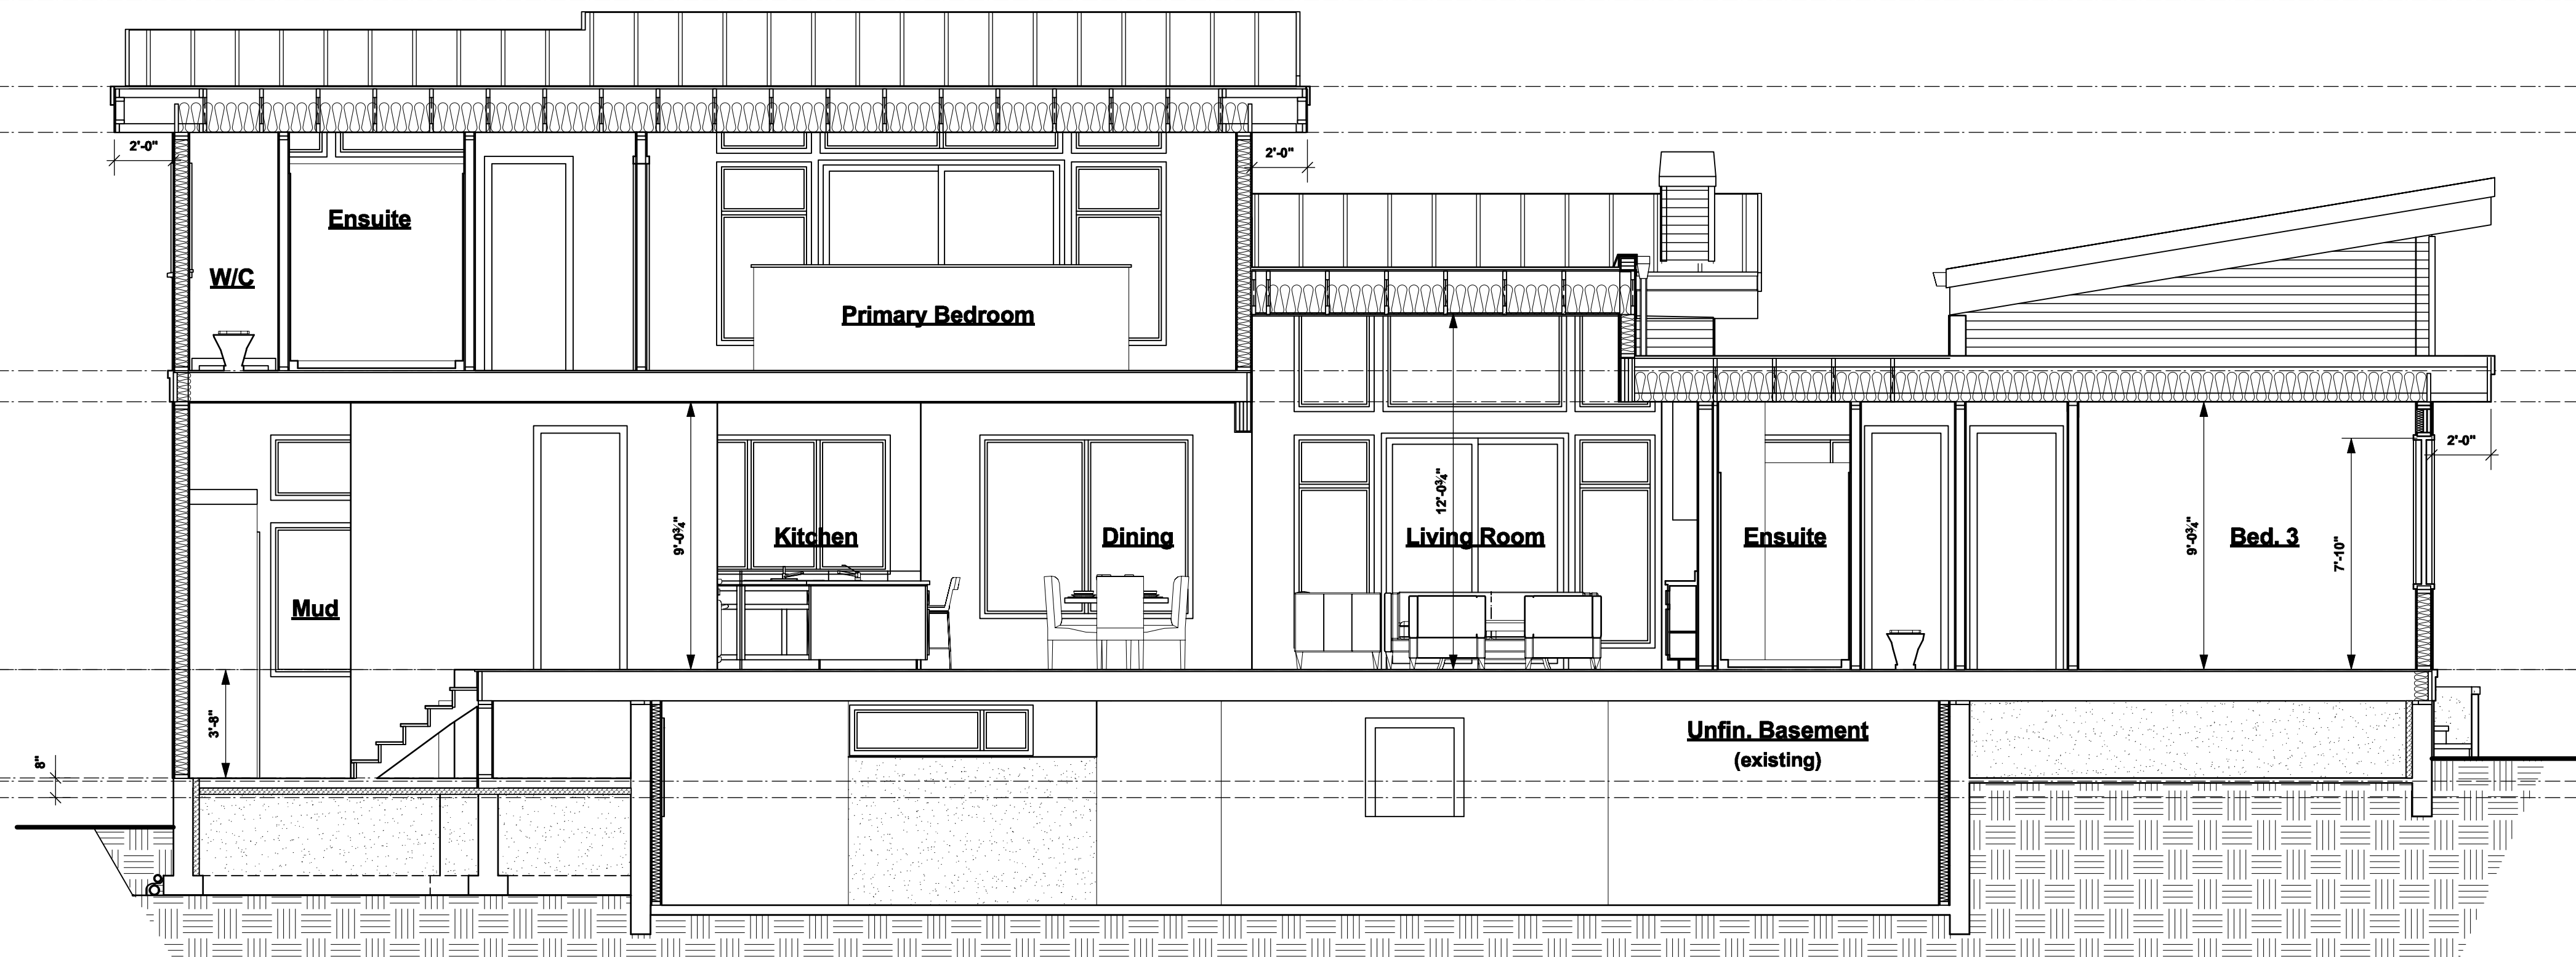 2'-0"
2'-0"
Ensuite
W/C
Primary Bedroom
2'-0"
9'-0¾"
12'-0¾"
9'-0¾"
7'-10"
Kitchen
Dining
Living Room
Ensuite
Bed. 3
Mud
3'-8"
8"
Unfin. Basement
(existing)